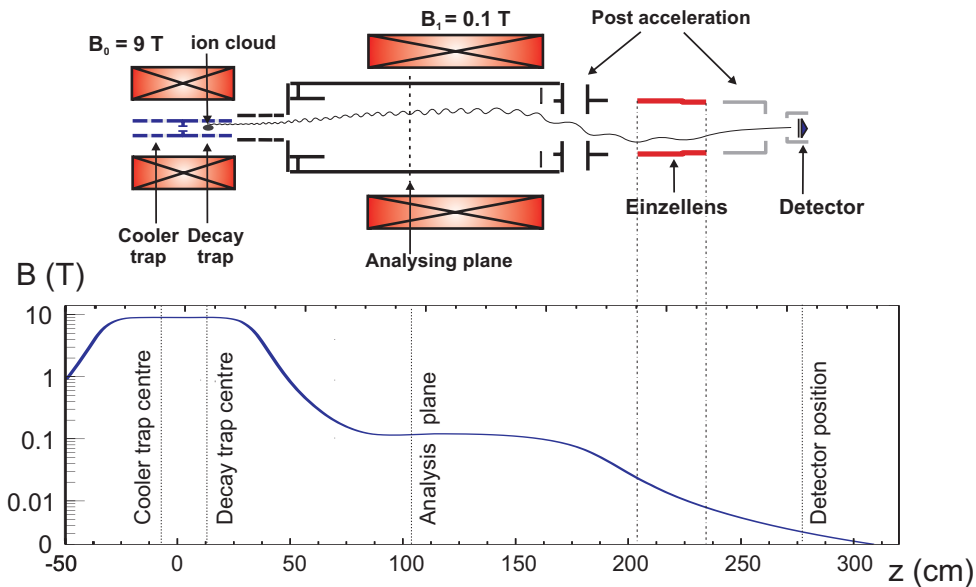 Post acceleration
B₀ = 9 T
ion cloud
B₁ = 0.1 T
Cooler
trap
Decay
trap
Analysing plane
Einzellens
Detector
B (T)
10
1
0.1
0.01
0
Cooler trap centre
Decay trap centre
Analysis plane
Detector position
-50
0
50
100
150
200
250
300
z (cm)